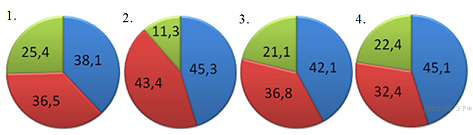 1. 2. 3. 4.
25,4 38,1 36,5
11,3 45,3 43,4
21,1 42,1 36,8
22,4 45,1 32,4